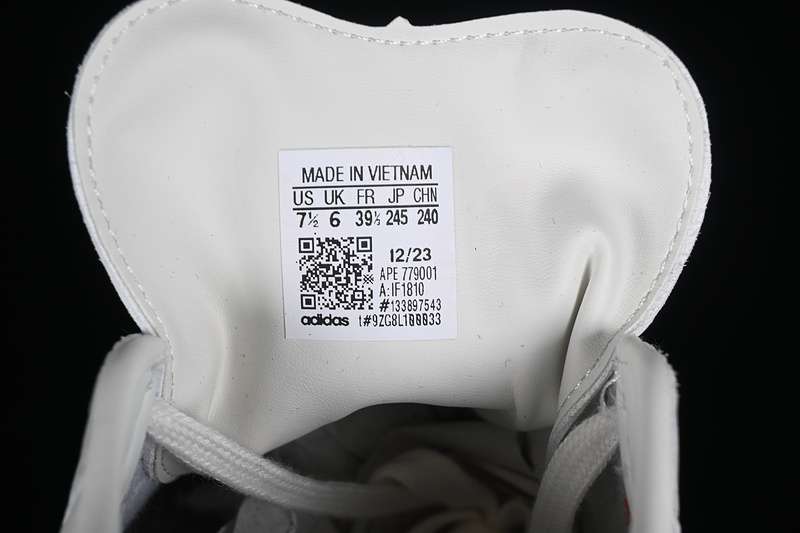 MADE IN VIETNAM
US UK FR JP CHN
7½ 6 39⅓ 245 240
12/23
APE 779001
A:IF1810
#133897543
adidas t#9ZG8L100033